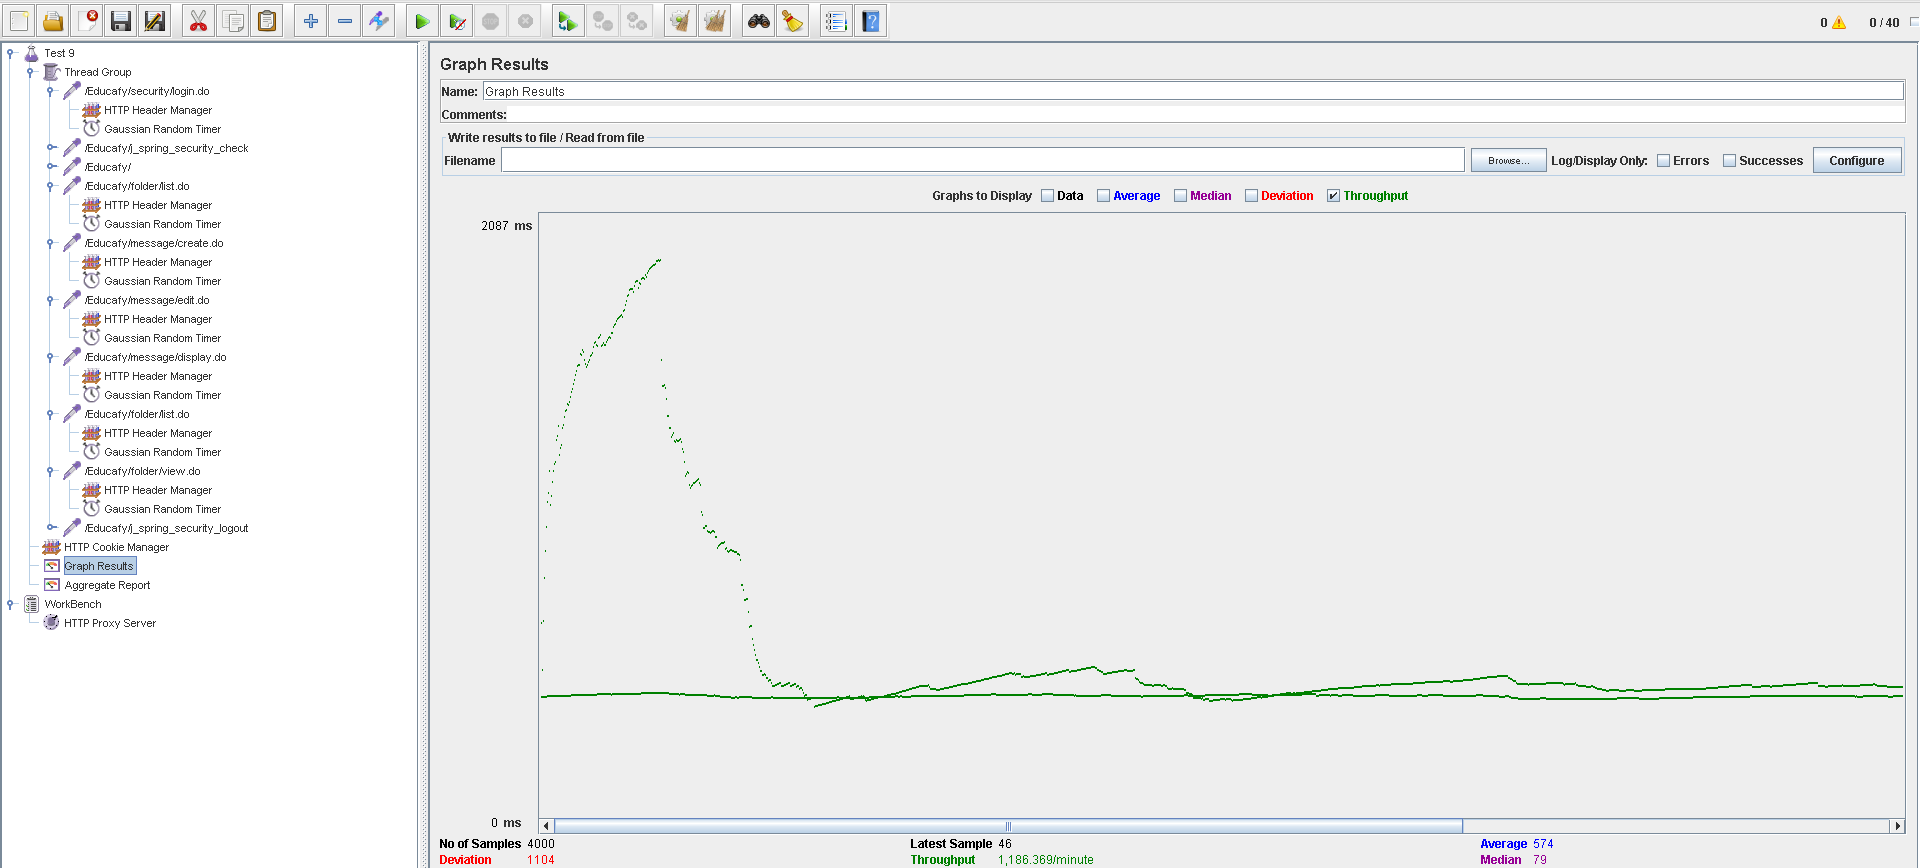 0 0 / 40
Test 9
Thread Group
/Educafy/security/login.do
HTTP Header Manager
Gaussian Random Timer
/Educafy/j_spring_security_check
/Educafy/
/Educafy/folder/list.do
HTTP Header Manager
Gaussian Random Timer
/Educafy/message/create.do
HTTP Header Manager
Gaussian Random Timer
/Educafy/message/edit.do
HTTP Header Manager
Gaussian Random Timer
/Educafy/message/display.do
HTTP Header Manager
Gaussian Random Timer
/Educafy/folder/list.do
HTTP Header Manager
Gaussian Random Timer
/Educafy/folder/view.do
HTTP Header Manager
Gaussian Random Timer
/Educafy/j_spring_security_logout
HTTP Cookie Manager
Graph Results
Aggregate Report
WorkBench
HTTP Proxy Server
Graph Results
Name: Graph Results
Comments:
Write results to file / Read from file
Filename Browse... Log/Display Only: Errors Successes Configure
Graphs to Display Data Average Median Deviation Throughput
2087 ms
0 ms
No of Samples 4000 Latest Sample 46 Average 574
Deviation 1104 Throughput 1,186.369/minute Median 79